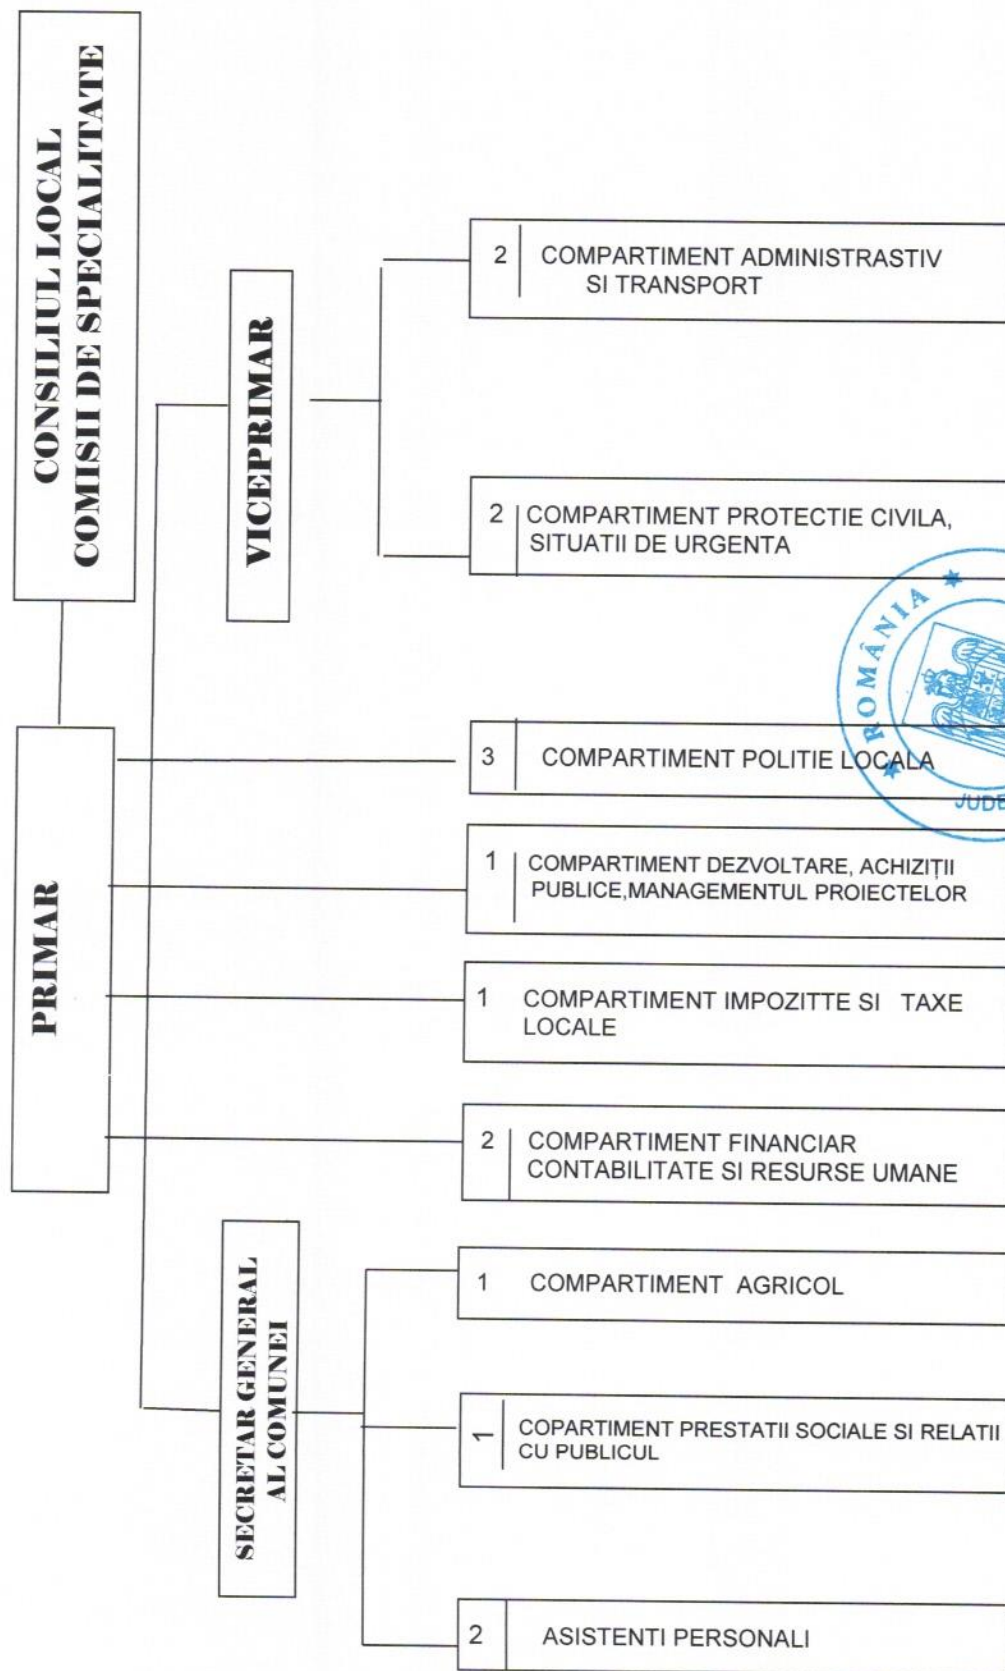 CONSILIUL LOCAL
COMISII DE SPECIALITATE
PRIMAR
VICEPRIMAR
SECRETAR GENERAL
AL COMUNEI
2 COMPARTIMENT ADMINISTRASTIV
SI TRANSPORT
2 COMPARTIMENT PROTECTIE CIVILA,
SITUATII DE URGENTA
3 COMPARTIMENT POLITIE LOCALA
1 COMPARTIMENT DEZVOLTARE, ACHIZIȚII
PUBLICE,MANAGEMENTUL PROIECTELOR
1 COMPARTIMENT IMPOZITTE SI TAXE
LOCALE
2 COMPARTIMENT FINANCIAR
CONTABILITATE SI RESURSE UMANE
1 COMPARTIMENT AGRICOL
1 COPARTIMENT PRESTATII SOCIALE SI RELATII
CU PUBLICUL
2 ASISTENTI PERSONALI
ROMÂNIA